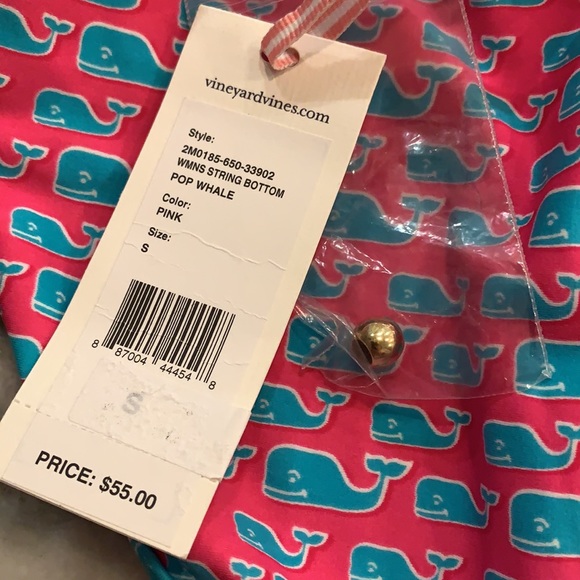 vineyardvines.com
Style:
2M0185-650-33902
WMNS STRING BOTTOM
POP WHALE
Color:
PINK
Size:
S
8 87004 44454 8
S
PRICE: $55.00